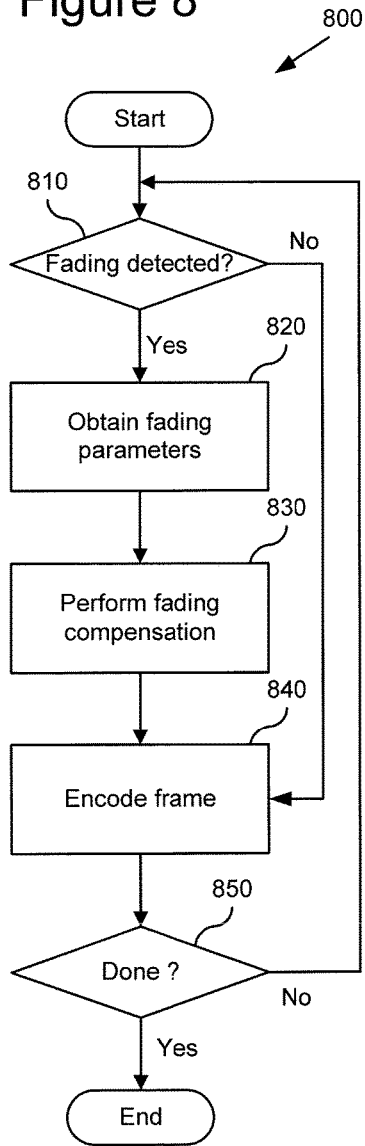 Figure 8
800
Start
810
Fading detected?
No
Yes
820
Obtain fading
parameters
830
Perform fading
compensation
840
Encode frame
850
Done ?
No
Yes
End